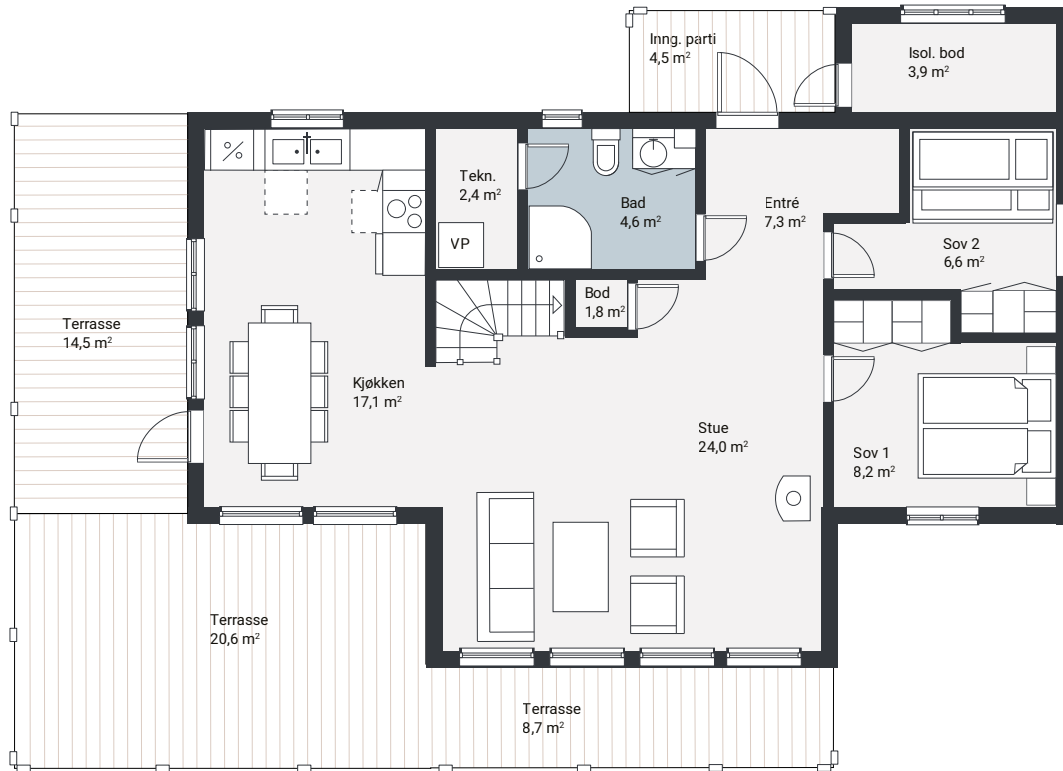 Inng. parti
4,5 m²
Isol. bod
3,9 m²
Tekn.
2,4 m²
VP
Bad
4,6 m²
Entré
7,3 m²
Sov 2
6,6 m²
Bod
1,8 m²
Terrasse
14,5 m²
Kjøkken
17,1 m²
Stue
24,0 m²
Sov 1
8,2 m²
Terrasse
20,6 m²
Terrasse
8,7 m²